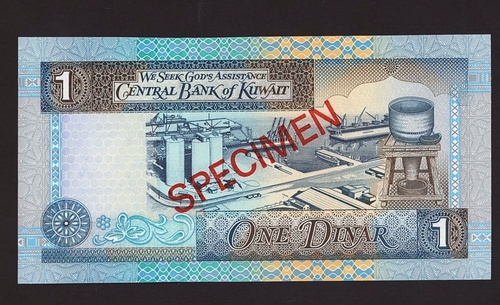 1
We Seek God's Assistance
Central Bank of Kuwait
SPECIMEN
One Dinar
1